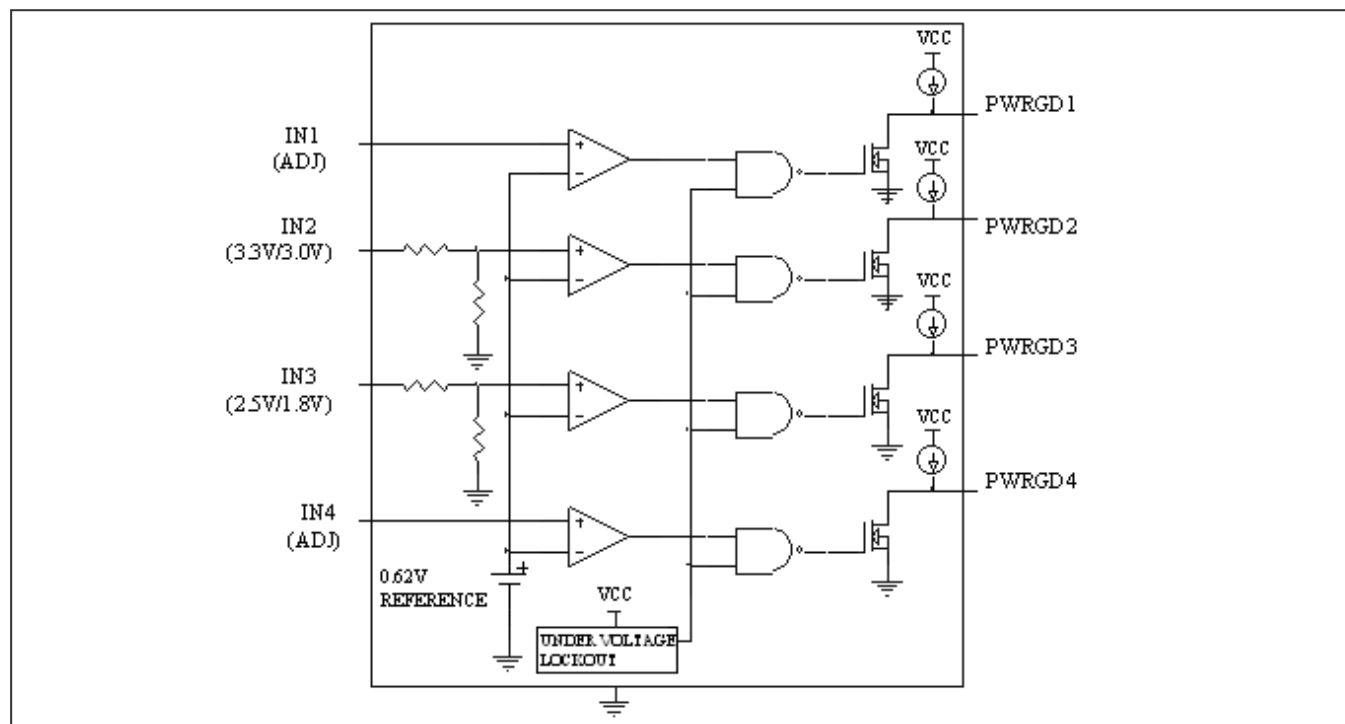 VCC
PWRGD1
IN1
(ADJ)
+
−
VCC
IN2
(3.3V/3.0V)
+
−
PWRGD2
VCC
IN3
(2.5V/1.8V)
+
−
PWRGD3
VCC
IN4
(ADJ)
+
−
PWRGD4
+
0.62V
REFERENCE
VCC
UNDER VOLTAGE
LOCKOUT